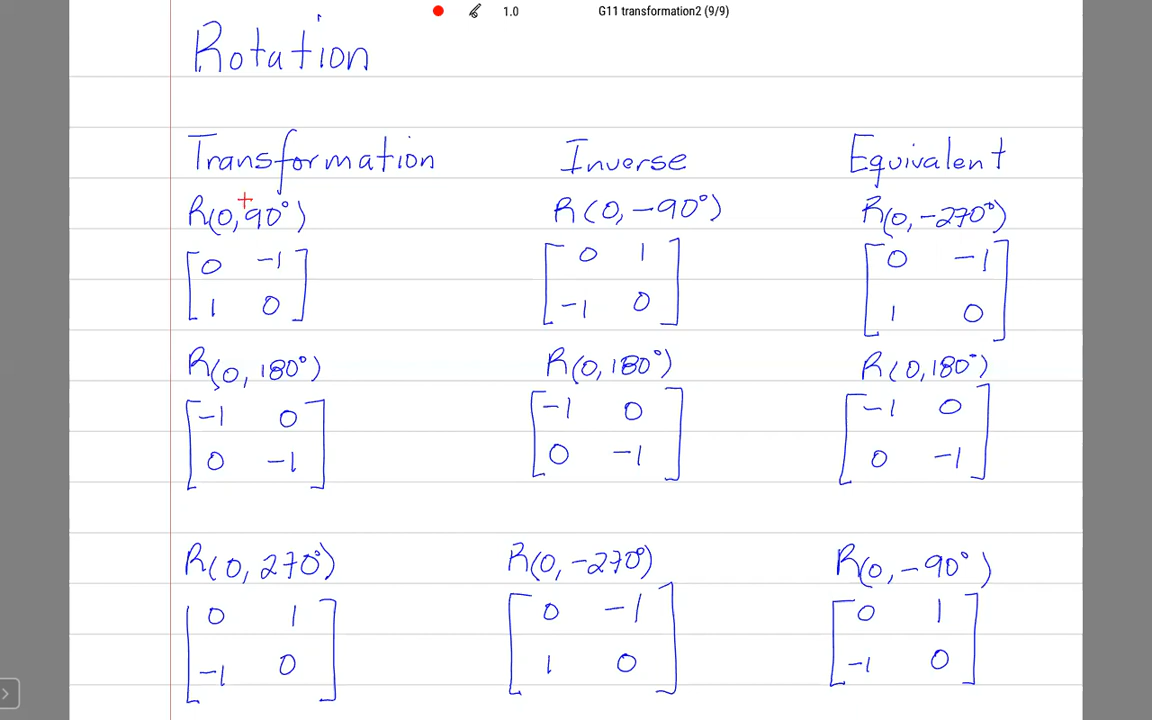 1.0 G11 transformation2 (9/9)
Rotation
Transformation Inverse Equivalent
R(0,+90°) R(0,-90°) R(0,-270°)
0 -1 0 1 0 -1
1 0 -1 0 1 0
R(0,180°) R(0,180°) R(0,180°)
-1 0 -1 0 -1 0
0 -1 0 -1 0 -1
R(0,270°) R(0,-270°) R(0,-90°)
0 1 0 -1 0 1
-1 0 1 0 -1 0